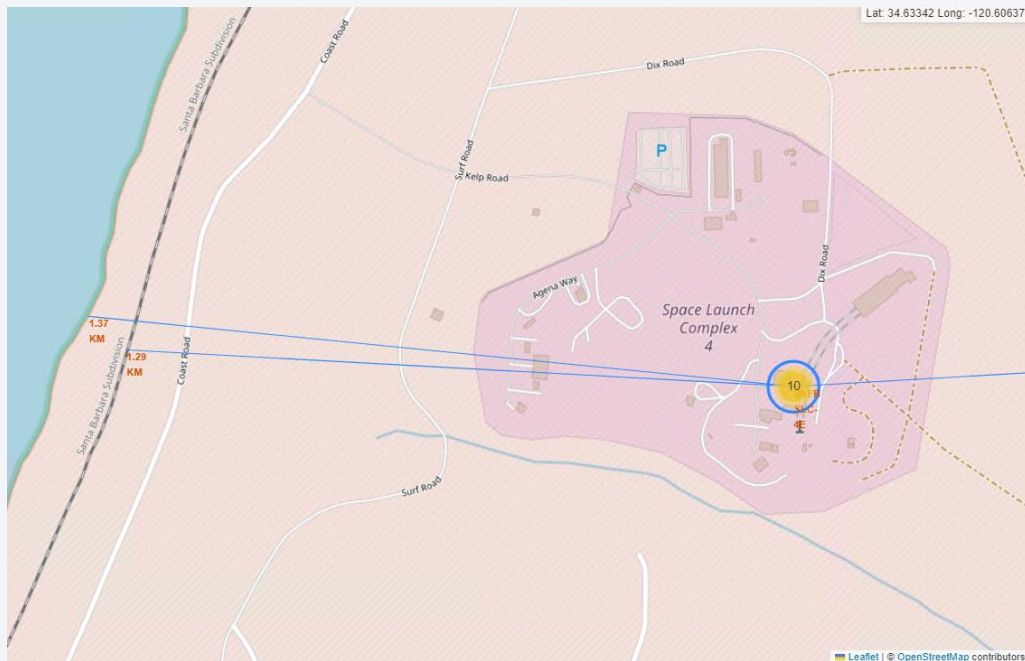 Lat: 34.63342 Long: -120.60637
Santa Barbara Subdivision
Coast Road
Dix Road
P
Surf Road
Kelp Road
Dix Road
Agena Way
Space Launch
Complex
4
1.37
KM
1.29
KM
Coast Road
Santa Barbara Subdivision
10
SLC-
4E
Surf Road
Leaflet | © OpenStreetMap contributors